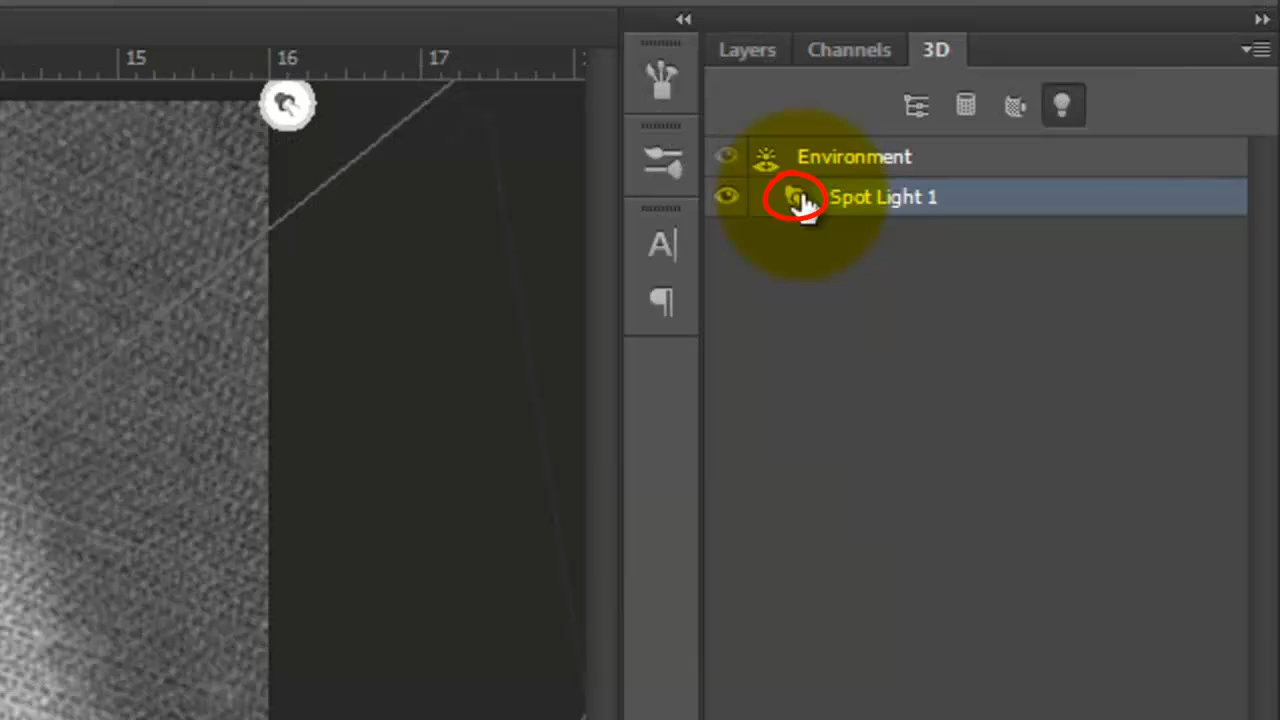 15 16 17
Layers Channels 3D
Environment
Spot Light 1
A|